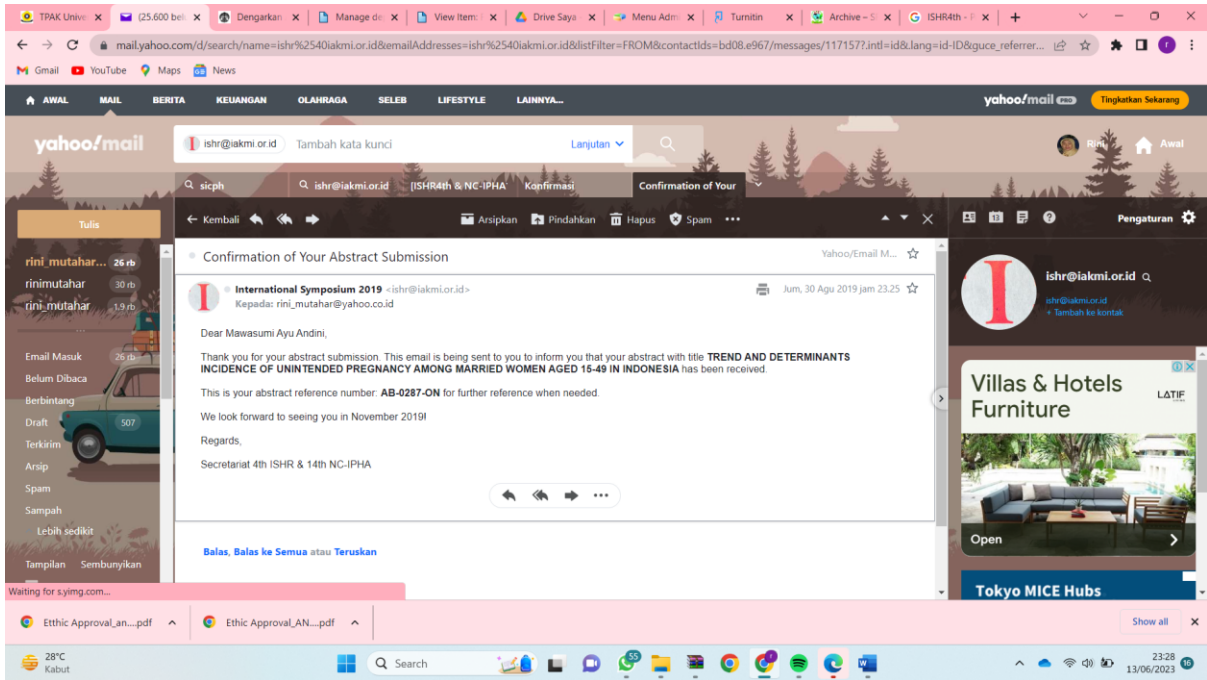 TPAK Unive
(25.600 bel
Dengarkan
Manage de
View Item:
Drive Saya
Menu Adm
Turnitin
Archive – S
ISHR4th - P
mail.yahoo.com/d/search/name=ishr%2540iakmi.or.id&emailAddresses=ishr%2540iakmi.or.id&listFilter=FROM&contactIds=bd08.e967/messages/117157?.intl=id&.lang=id-ID&guce_referrer...
Gmail YouTube Maps News
AWAL MAIL BERITA KEUANGAN OLAHRAGA SELEB LIFESTYLE LAINNYA...
yahoo!mail PRO Tingkatkan Sekarang
yahoo!mail
ishr@iakmi.or.id Tambah kata kunci Lanjutan
Rini Awal
sicph ishr@iakmi.or.id [ISHR4th & NC-IPHA Konfirmasi Confirmation of Your
Tulis
Kembali Arsipkan Pindahkan Hapus Spam
13 Pengaturan
rini_mutahar... 26 rb
rinimutahar 30 rb
rini_mutahar 1.9 rb
Email Masuk 26 rb
Belum Dibaca
Berbintang
Draft 507
Terkirim
Arsip
Spam
Sampah
Lebih sedikit
Tampilan Sembunyikan
Confirmation of Your Abstract Submission
Yahoo/Email M...
International Symposium 2019 <ishr@iakmi.or.id>
Jum, 30 Agu 2019 jam 23.25
Kepada: rini_mutahar@yahoo.co.id
Dear Mawasumi Ayu Andini,
Thank you for your abstract submission. This email is being sent to you to inform you that your abstract with title TREND AND DETERMINANTS
INCIDENCE OF UNINTENDED PREGNANCY AMONG MARRIED WOMEN AGED 15-49 IN INDONESIA has been received.
This is your abstract reference number: AB-0287-ON for further reference when needed.
We look forward to seeing you in November 2019!
Regards,
Secretariat 4th ISHR & 14th NC-IPHA
Balas, Balas ke Semua atau Teruskan
ishr@iakmi.or.id
ishr@iakmi.or.id
+ Tambah ke kontak
Villas & Hotels
Furniture
LATIF
Open
Tokyo MICE Hubs
Waiting for s.yimg.com...
Etthic Approval_an....pdf
Ethic Approval_AN....pdf
Show all
28°C
Kabut
Search
55
23:28
13/06/2023
16